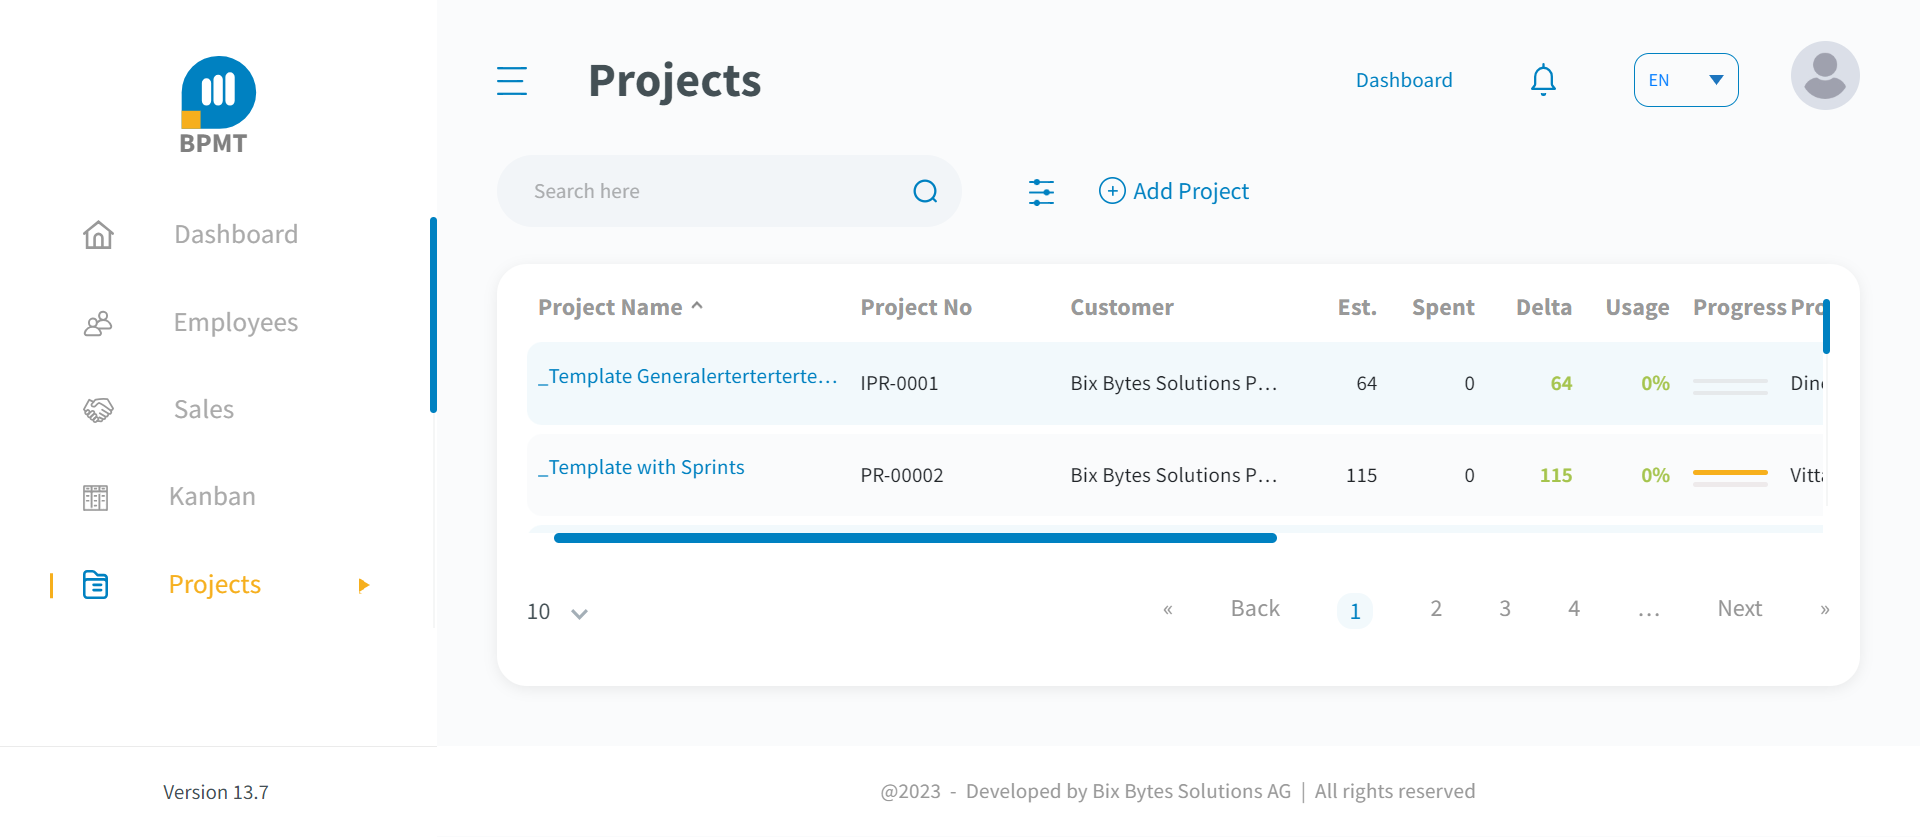 BPMT
Dashboard
Employees
Sales
Kanban
Projects
Version 13.7
Projects
Dashboard
EN
Search here
Add Project
Project Name Project No Customer Est. Spent Delta Usage Progress Pro
_Template Generalerterterterte… IPR-0001 Bix Bytes Solutions P… 64 0 64 0% Din
_Template with Sprints PR-00002 Bix Bytes Solutions P… 115 0 115 0% Vitt
10
« Back 1 2 3 4 … Next »
@2023 - Developed by Bix Bytes Solutions AG | All rights reserved